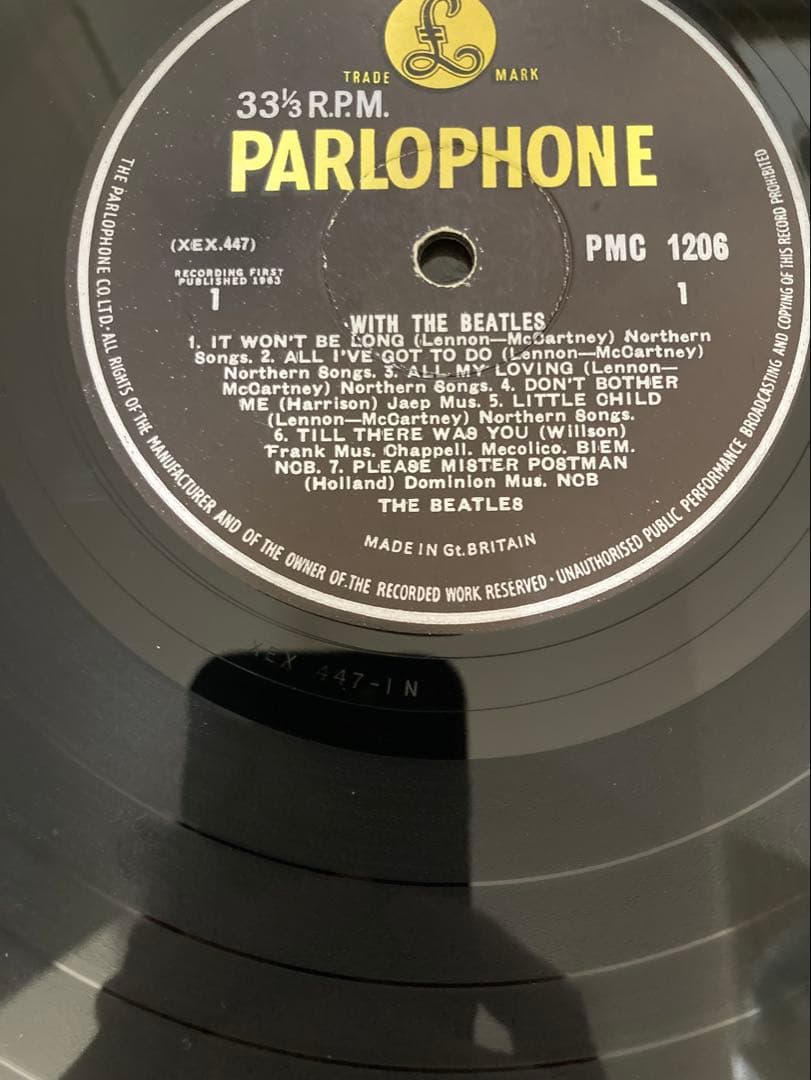 £
TRADE MARK
33⅓ R.P.M.
PARLOPHONE
(XEX.447)
PMC 1206
RECORDING FIRST
PUBLISHED 1963
1
1
WITH THE BEATLES
1. IT WON'T BE LONG (Lennon—McCartney) Northern
Songs. 2. ALL I'VE GOT TO DO (Lennon—McCartney)
Northern Songs. 3. ALL MY LOVING (Lennon—
McCartney) Northern Songs. 4. DON'T BOTHER
ME (Harrison) Jaep Mus. 5. LITTLE CHILD
(Lennon—McCartney) Northern Songs.
6. TILL THERE WAS YOU (Willson)
Frank Mus. Chappell. Mecolico. BIEM.
NCB. 7. PLEASE MISTER POSTMAN
(Holland) Dominion Mus. NCB
THE BEATLES
MADE IN Gt. BRITAIN
THE PARLOPHONE CO. LTD · ALL RIGHTS OF THE MANUFACTURER AND OF THE OWNER OF THE RECORDED WORK RESERVED · UNAUTHORISED PUBLIC PERFORMANCE BROADCASTING AND COPYING OF THIS RECORD PROHIBITED
XEX 447-1N